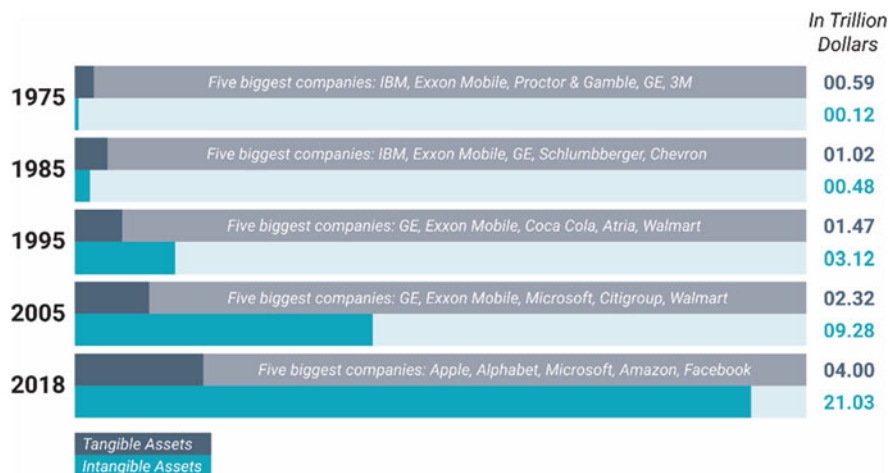 In Trillion
Dollars
1975
Five biggest companies: IBM, Exxon Mobile, Proctor & Gamble, GE, 3M
00.59
00.12
1985
Five biggest companies: IBM, Exxon Mobile, GE, Schlumbberger, Chevron
01.02
00.48
1995
Five biggest companies: GE, Exxon Mobile, Coca Cola, Atria, Walmart
01.47
03.12
2005
Five biggest companies: GE, Exxon Mobile, Microsoft, Citigroup, Walmart
02.32
09.28
2018
Five biggest companies: Apple, Alphabet, Microsoft, Amazon, Facebook
04.00
21.03
Tangible Assets
Intangible Assets